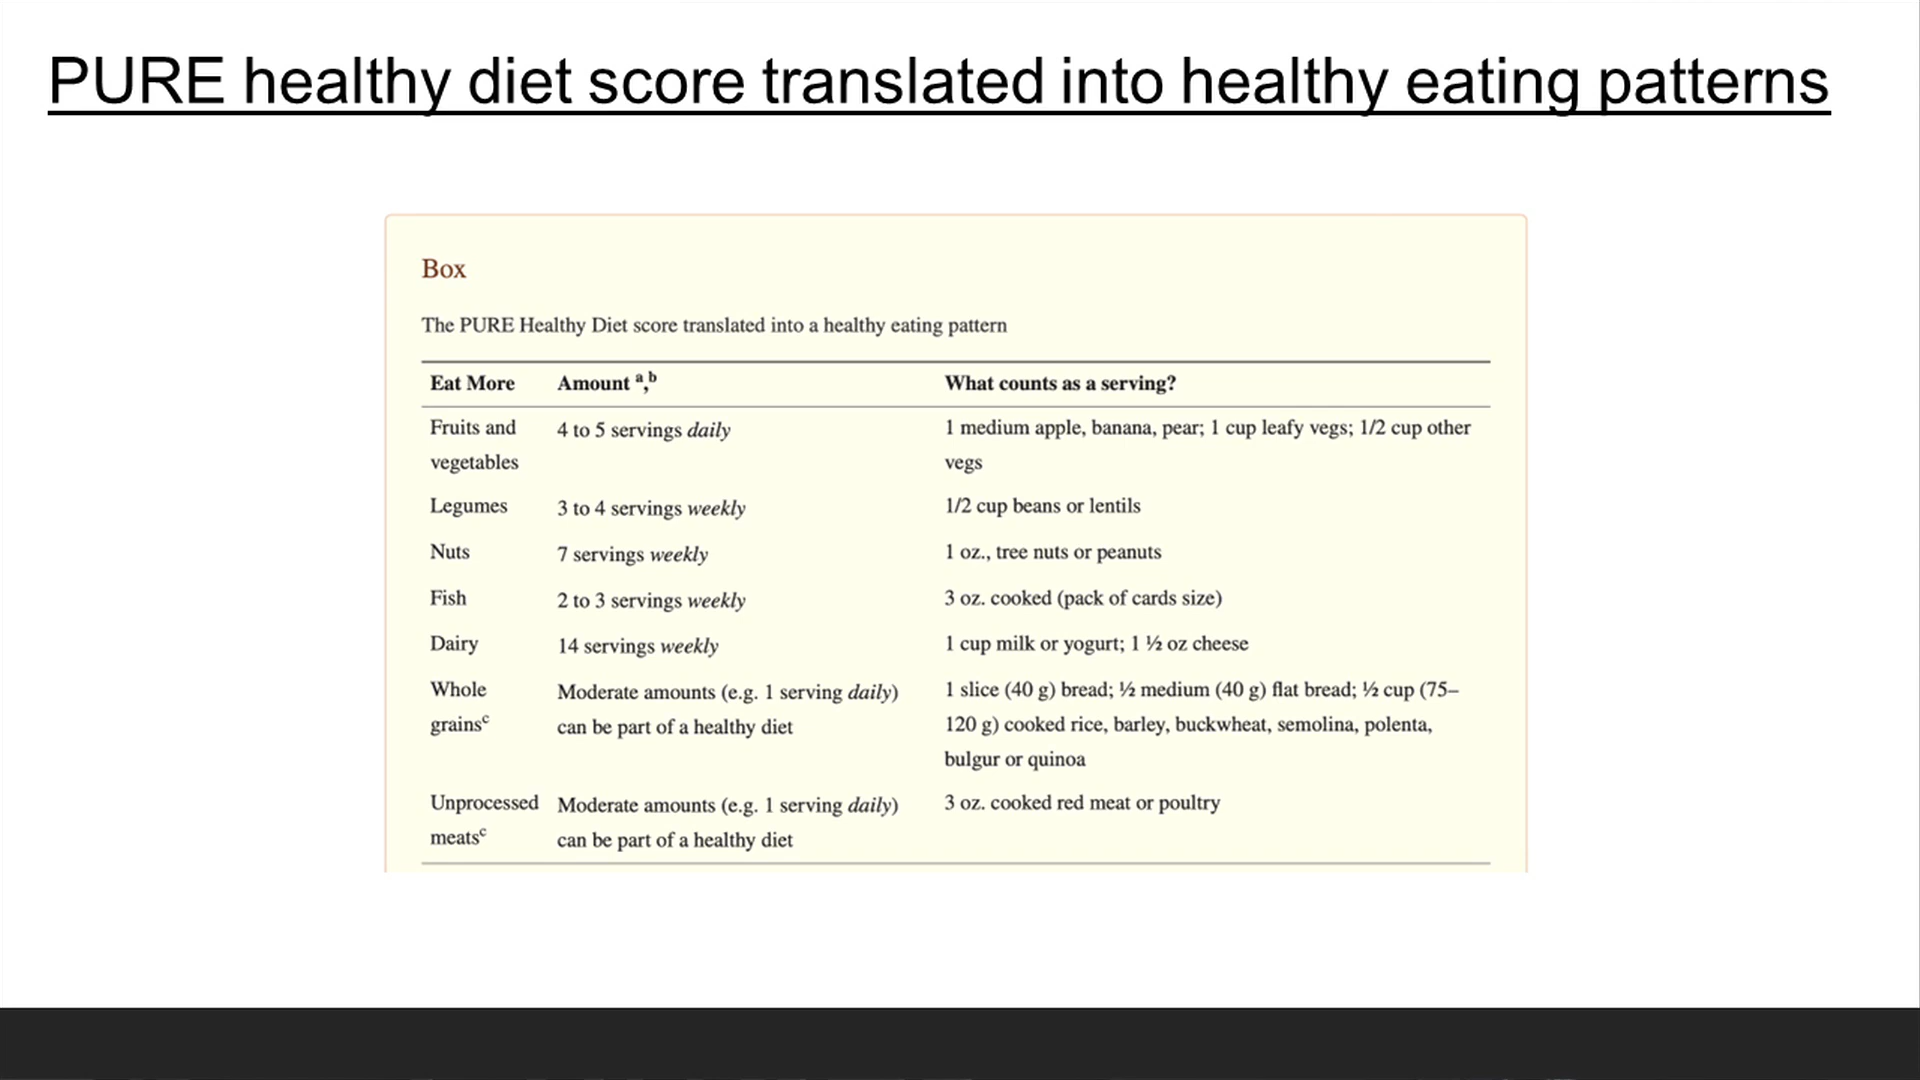 PURE healthy diet score translated into healthy eating patterns
Box
The PURE Healthy Diet score translated into a healthy eating pattern
Eat More Amount a,b What counts as a serving?
Fruits and 4 to 5 servings daily 1 medium apple, banana, pear; 1 cup leafy vegs; 1/2 cup other
vegetables vegs
Legumes 3 to 4 servings weekly 1/2 cup beans or lentils
Nuts 7 servings weekly 1 oz., tree nuts or peanuts
Fish 2 to 3 servings weekly 3 oz. cooked (pack of cards size)
Dairy 14 servings weekly 1 cup milk or yogurt; 1 ½ oz cheese
Whole Moderate amounts (e.g. 1 serving daily) 1 slice (40 g) bread; ½ medium (40 g) flat bread; ½ cup (75–
grainsc can be part of a healthy diet 120 g) cooked rice, barley, buckwheat, semolina, polenta,
bulgur or quinoa
Unprocessed Moderate amounts (e.g. 1 serving daily) 3 oz. cooked red meat or poultry
meatsc can be part of a healthy diet